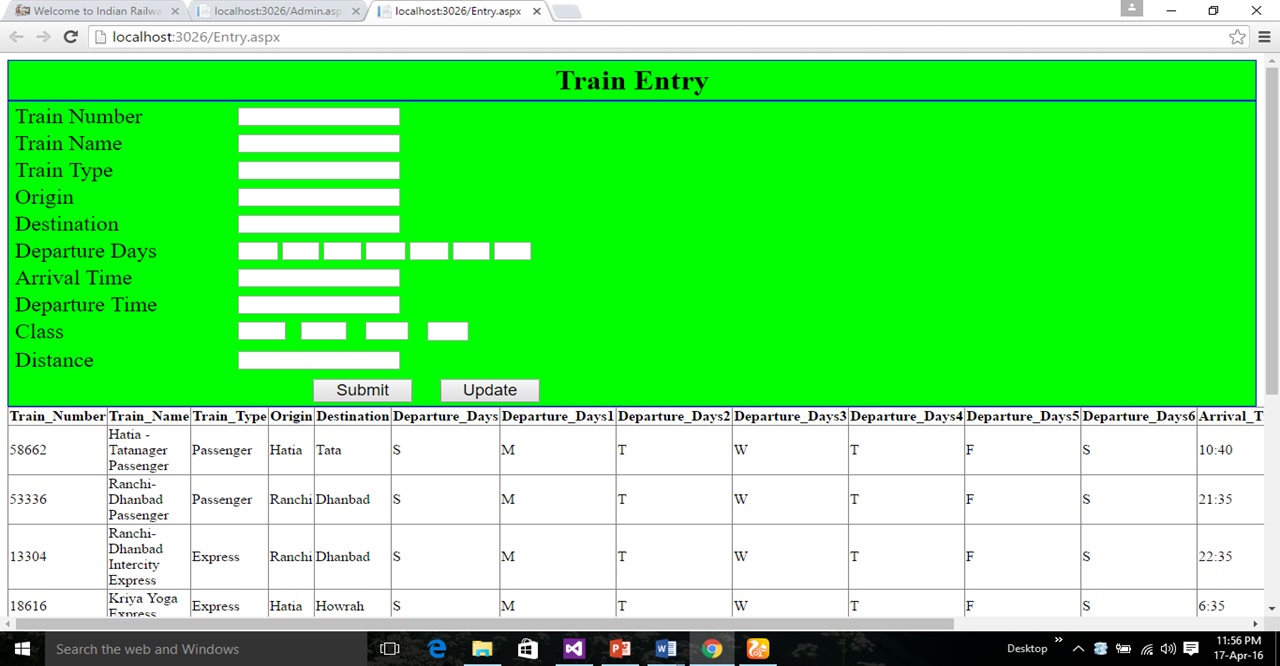 Welcome to Indian Railwa
localhost:3026/Admin.asp
localhost:3026/Entry.aspx
localhost:3026/Entry.aspx
Train Entry
Train Number
Train Name
Train Type
Origin
Destination
Departure Days
Arrival Time
Departure Time
Class
Distance
Submit Update
Train_Number Train_Name Train_Type Origin Destination Departure_Days Departure_Days1 Departure_Days2 Departure_Days3 Departure_Days4 Departure_Days5 Departure_Days6 Arrival_T
58662 Hatia - Tatanager Passenger Passenger Hatia Tata S M T W T F S 10:40
53336 Ranchi- Dhanbad Passenger Passenger Ranchi Dhanbad S M T W T F S 21:35
13304 Ranchi- Dhanbad Intercity Express Express Ranchi Dhanbad S M T W T F S 22:35
18616 Kriya Yoga Express Express Hatia Howrah S M T W T F S 6:35
Search the web and Windows
Desktop
11:56 PM
17-Apr-16